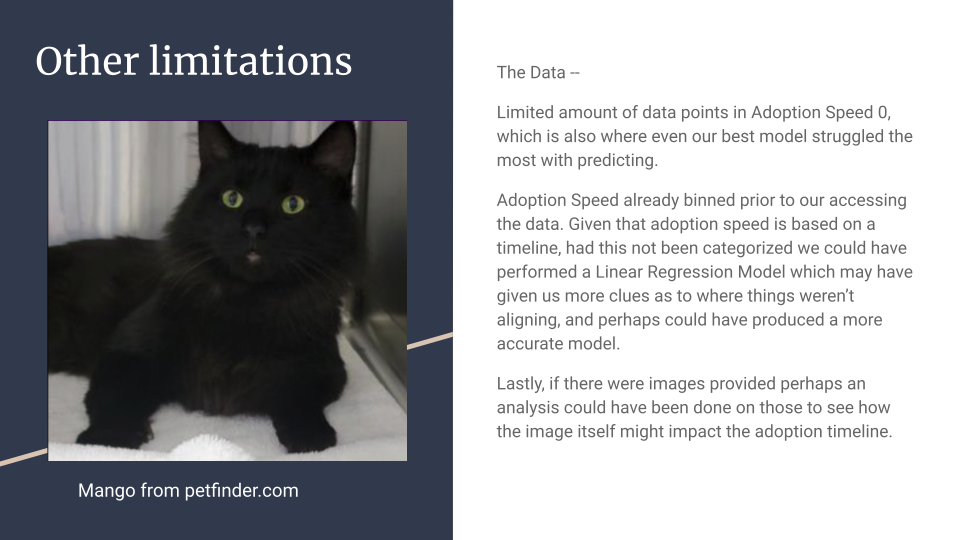 Other limitations
Mango from petfinder.com
The Data --
Limited amount of data points in Adoption Speed 0,
which is also where even our best model struggled the
most with predicting.
Adoption Speed already binned prior to our accessing
the data. Given that adoption speed is based on a
timeline, had this not been categorized we could have
performed a Linear Regression Model which may have
given us more clues as to where things weren’t
aligning, and perhaps could have produced a more
accurate model.
Lastly, if there were images provided perhaps an
analysis could have been done on those to see how
the image itself might impact the adoption timeline.